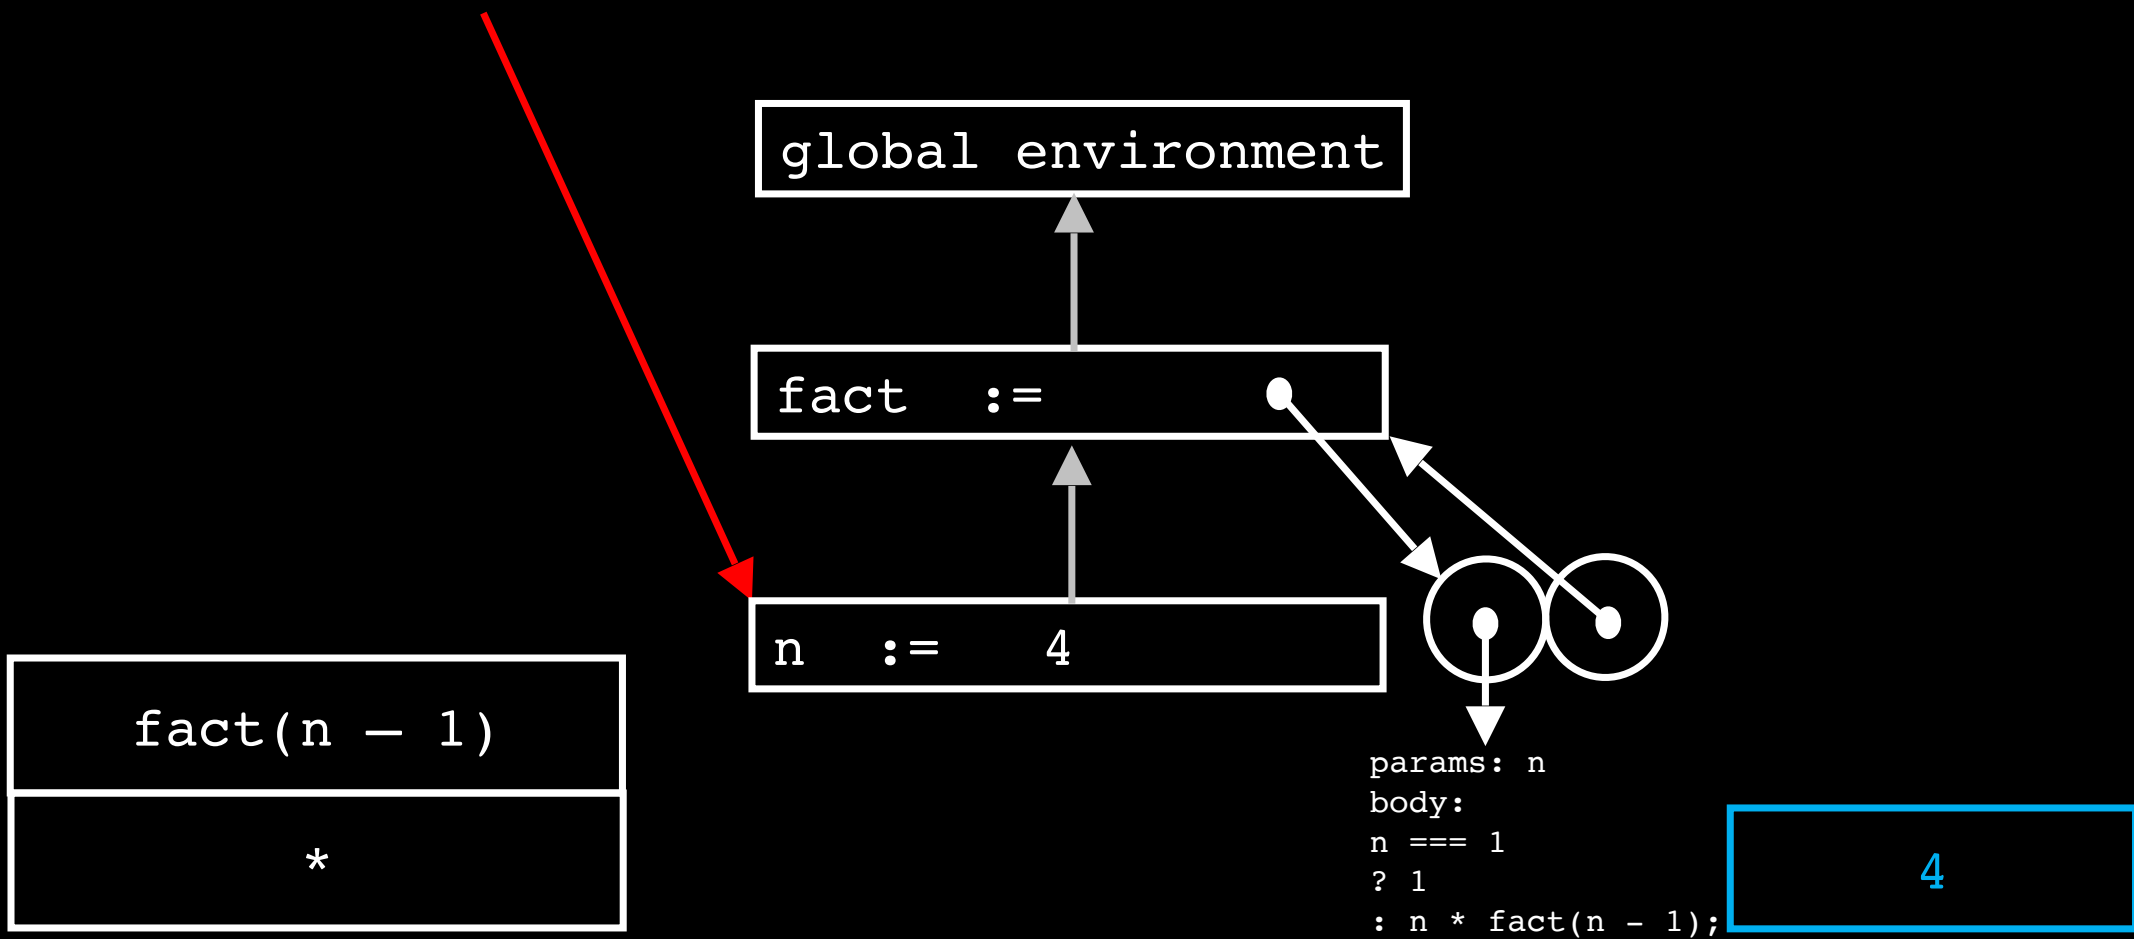 global environment
fact := 
n := 4
fact(n – 1)
*
params: n
body:
n === 1
? 1
: n * fact(n - 1);
4